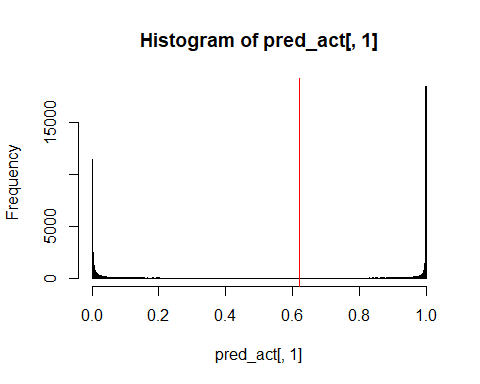 Histogram of pred_act[, 1]
Frequency
15000
5000
0
0.0 0.2 0.4 0.6 0.8 1.0
pred_act[, 1]